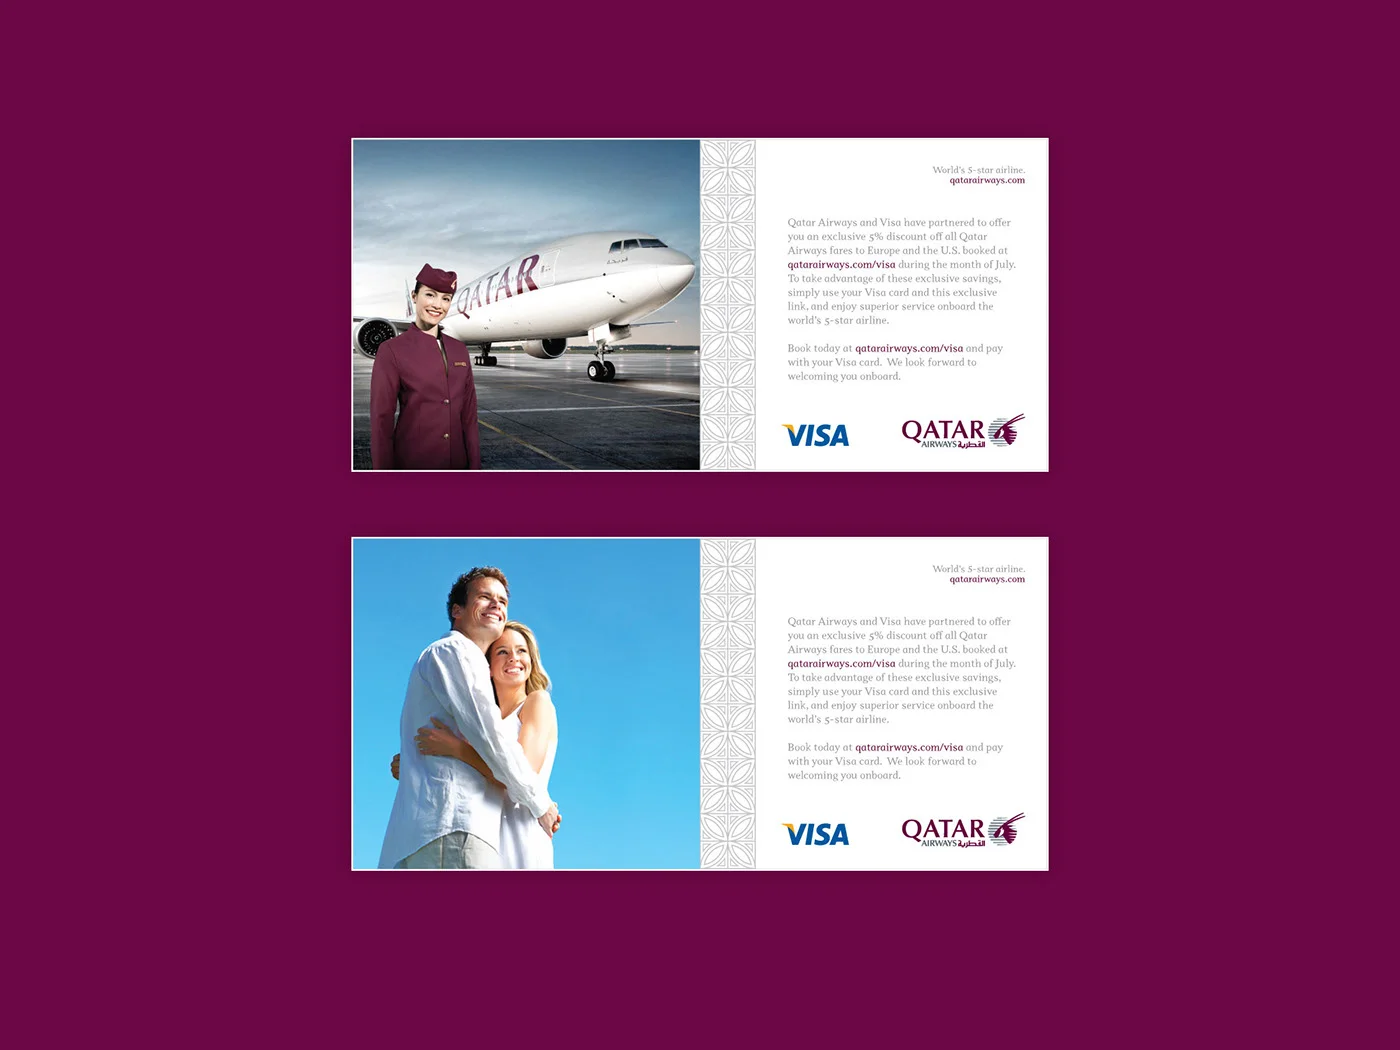 World's 5-star airline.
qatarairways.com
Qatar Airways and Visa have partnered to offer
you an exclusive 5% discount off all Qatar
Airways fares to Europe and the U.S. booked at
qatarairways.com/visa during the month of July.
To take advantage of these exclusive savings,
simply use your Visa card and this exclusive
link, and enjoy superior service onboard the
world's 5-star airline.
Book today at qatarairways.com/visa and pay
with your Visa card. We look forward to
welcoming you onboard.
QATAR
VISA
QATAR
AIRWAYS القطرية
World's 5-star airline.
qatarairways.com
Qatar Airways and Visa have partnered to offer
you an exclusive 5% discount off all Qatar
Airways fares to Europe and the U.S. booked at
qatarairways.com/visa during the month of July.
To take advantage of these exclusive savings,
simply use your Visa card and this exclusive
link, and enjoy superior service onboard the
world's 5-star airline.
Book today at qatarairways.com/visa and pay
with your Visa card. We look forward to
welcoming you onboard.
VISA
QATAR
AIRWAYS القطرية